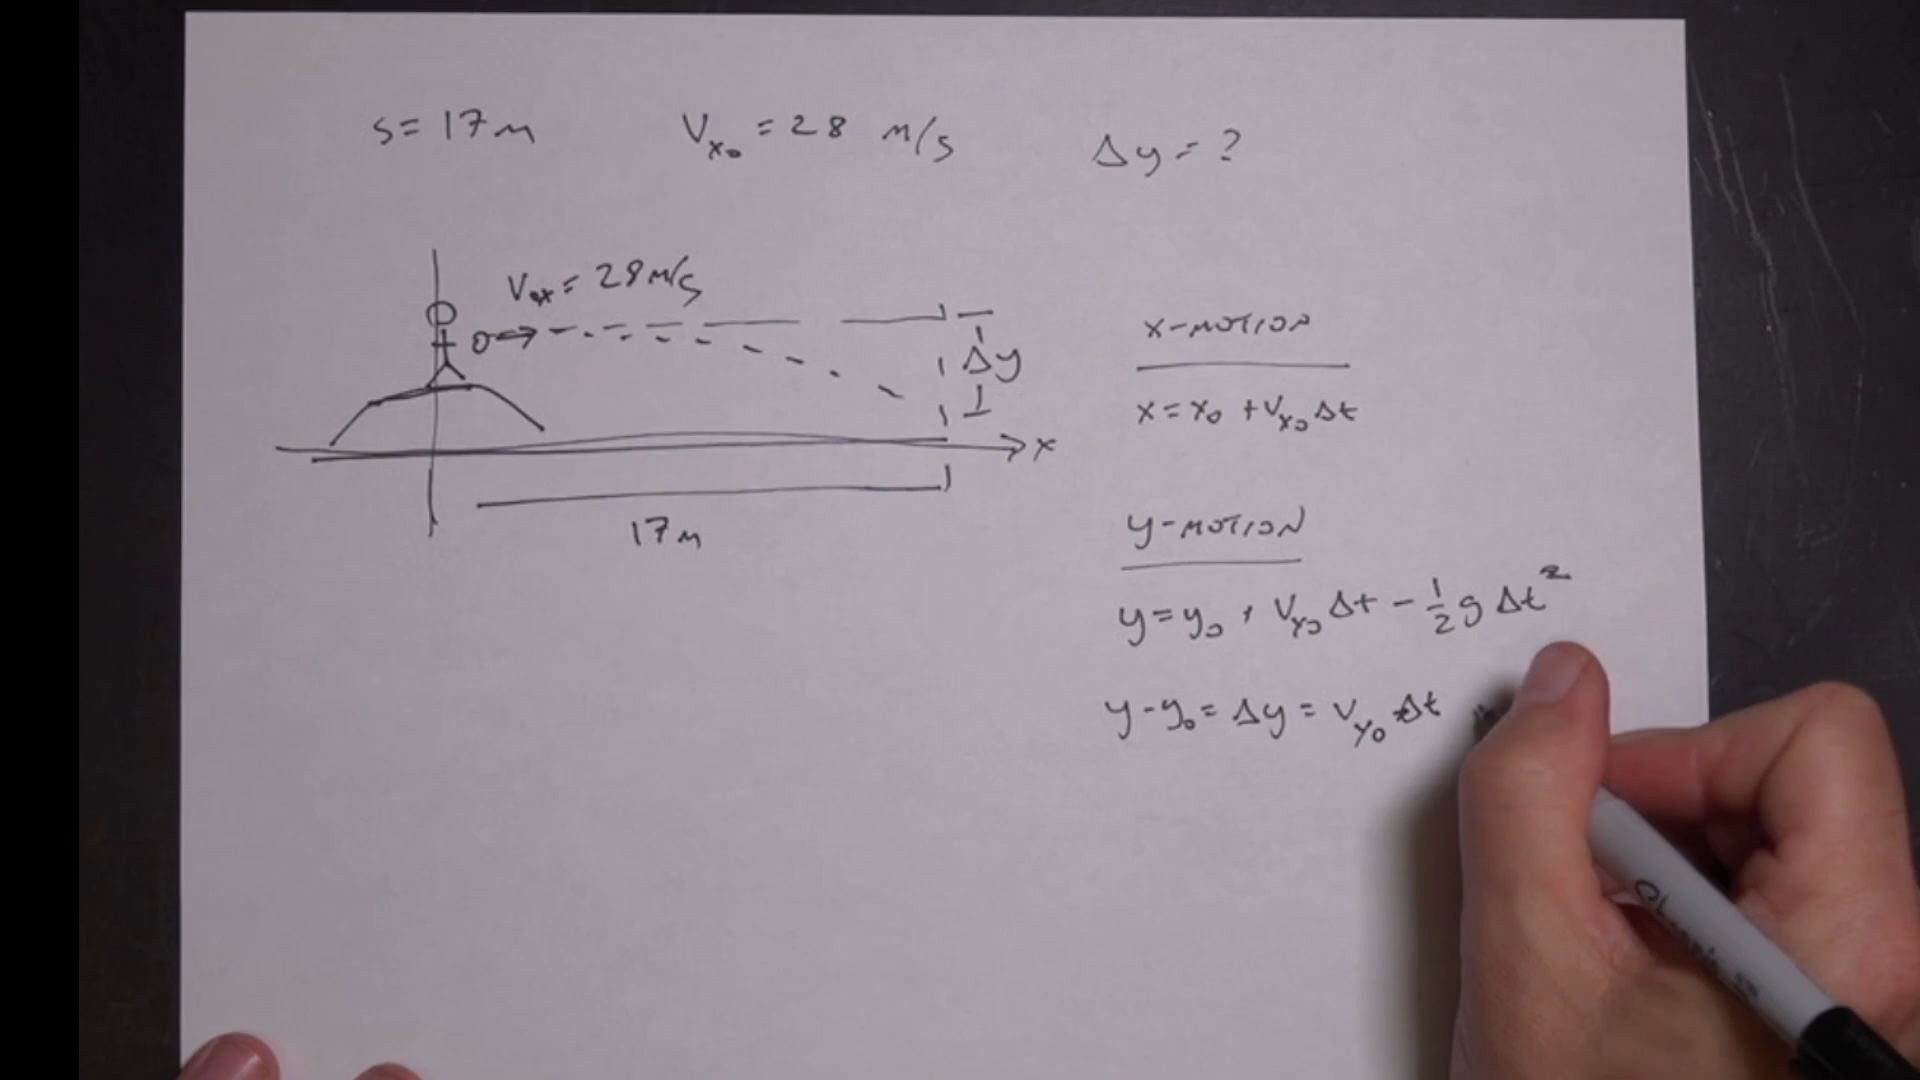 s = 17 m
Vx₀ = 28 m/s
Δy = ?
V₀x = 28 m/s
Δy
x
17 m
x-MOTION
x = x₀ + Vx₀ Δt
y-MOTION
y = y₀ + Vy₀ Δt - 1/2 g Δt²
y - y₀ = Δy = Vy₀ Δt